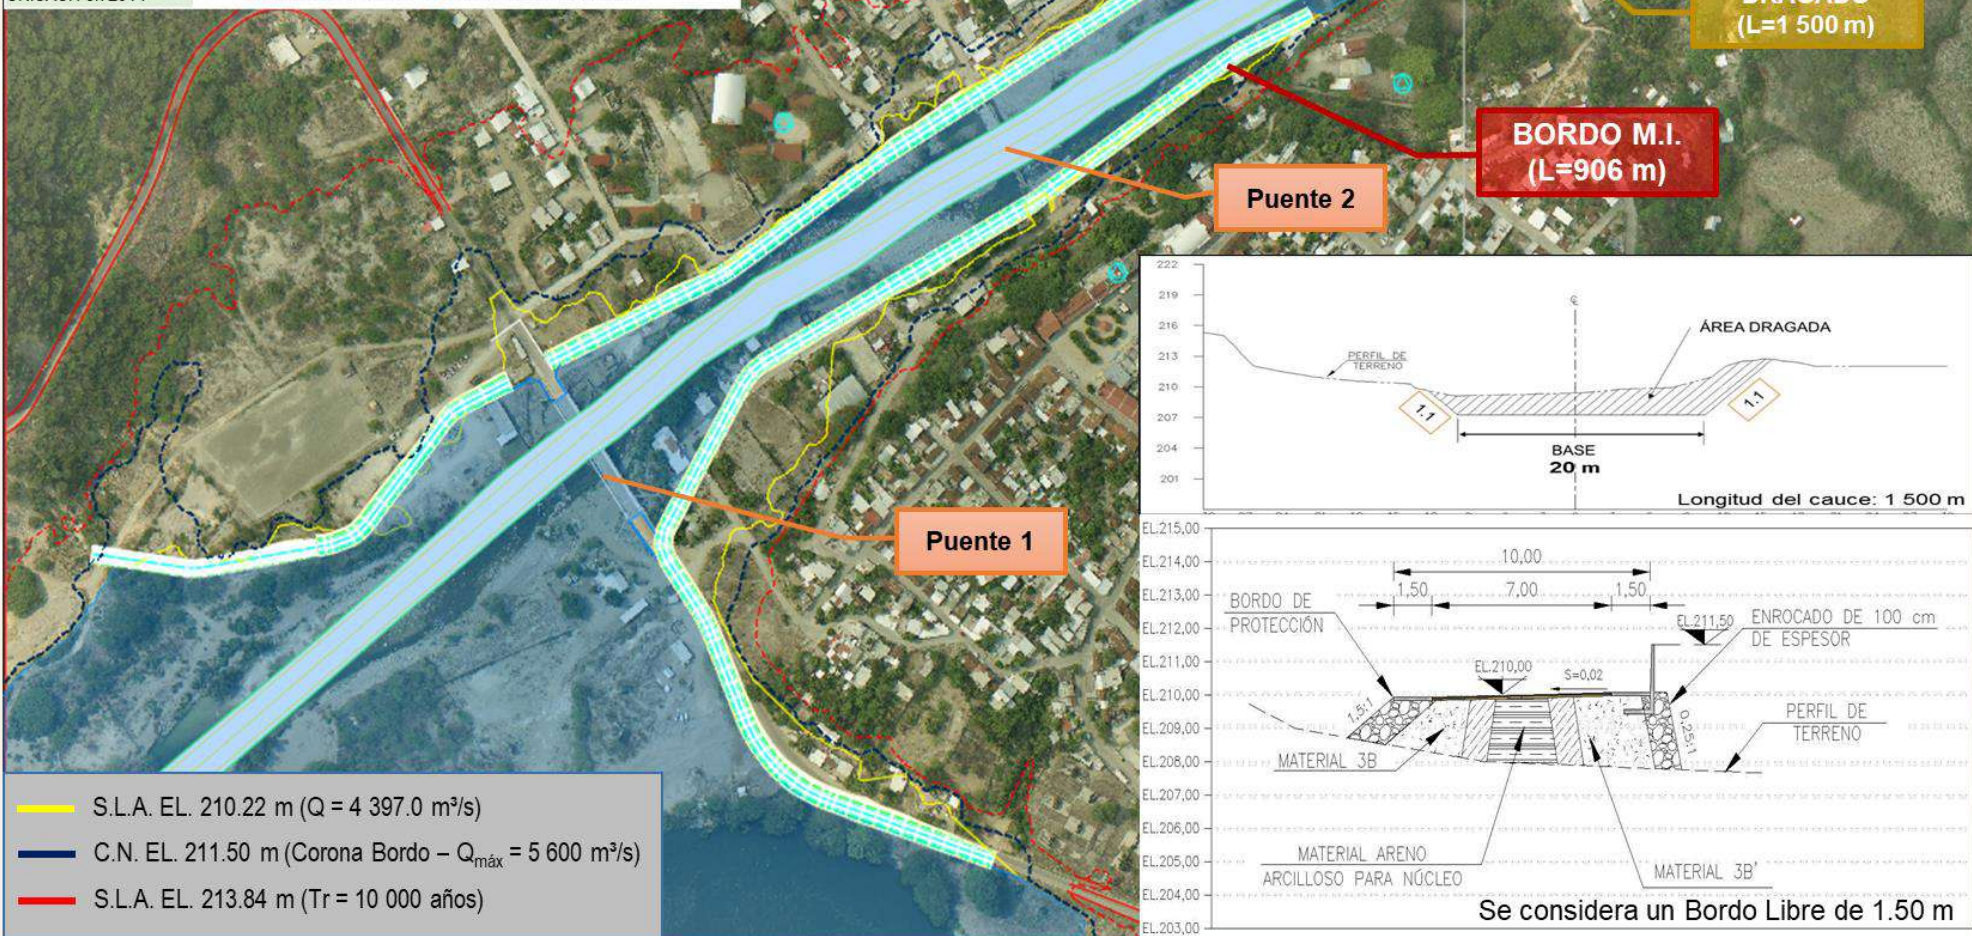 (L=1 500 m)
BORDO M.I.
(L=906 m)
Puente 2
Puente 1
222
219
216
213
210
207
204
201
℄
ÁREA DRAGADA
PERFIL DE
TERRENO
1.1
1.1
BASE
20 m
Longitud del cauce: 1 500 m
EL.215,00
EL.214,00
EL.213,00
EL.212,00
EL.211,00
EL.210,00
EL.209,00
EL.208,00
EL.207,00
EL.206,00
EL.205,00
EL.204,00
EL.203,00
10,00
1,50
7,00
1,50
BORDO DE
PROTECCIÓN
EL.211,50
ENROCADO DE 100 cm
DE ESPESOR
EL.210,00
S=0,02
1,5:1
0,25:1
PERFIL DE
TERRENO
MATERIAL 3B
MATERIAL ARENO
ARCILLOSO PARA NÚCLEO
MATERIAL 3B'
Se considera un Bordo Libre de 1.50 m
S.L.A. EL. 210.22 m (Q = 4 397.0 m³/s)
C.N. EL. 211.50 m (Corona Bordo – Qmáx = 5 600 m³/s)
S.L.A. EL. 213.84 m (Tr = 10 000 años)